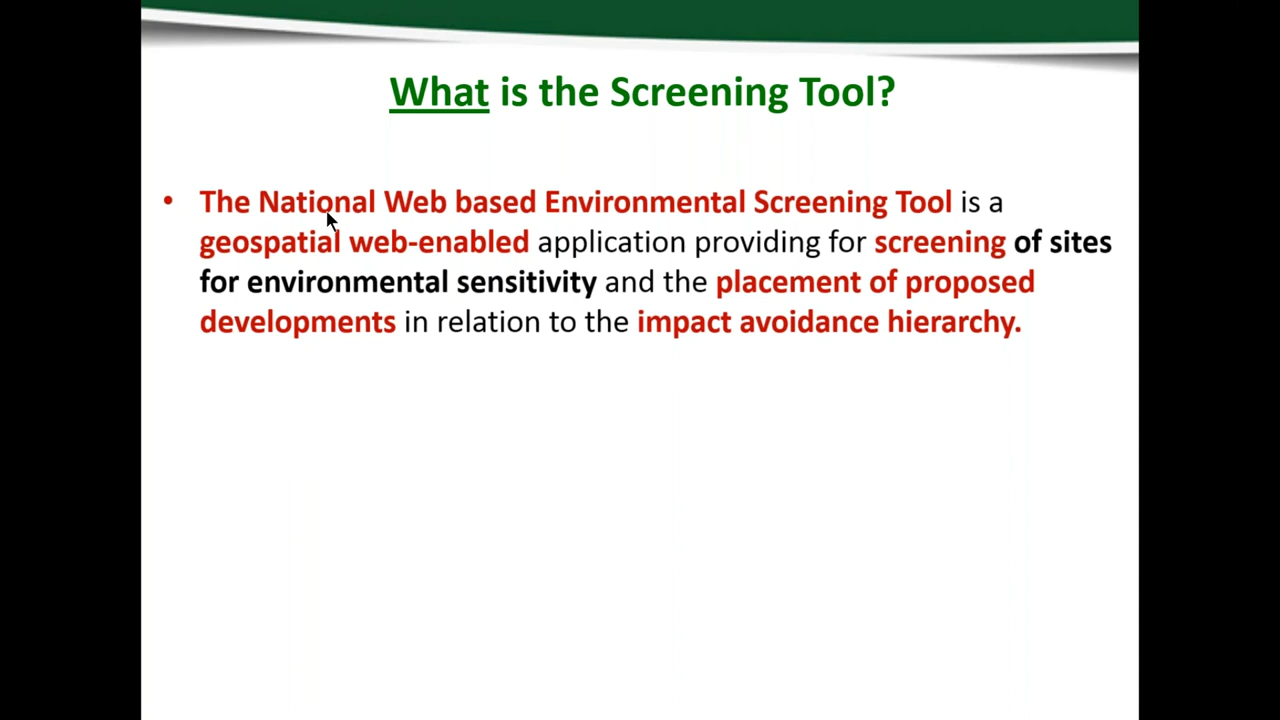 What is the Screening Tool?
• The National Web based Environmental Screening Tool is a
geospatial web-enabled application providing for screening of sites
for environmental sensitivity and the placement of proposed
developments in relation to the impact avoidance hierarchy.